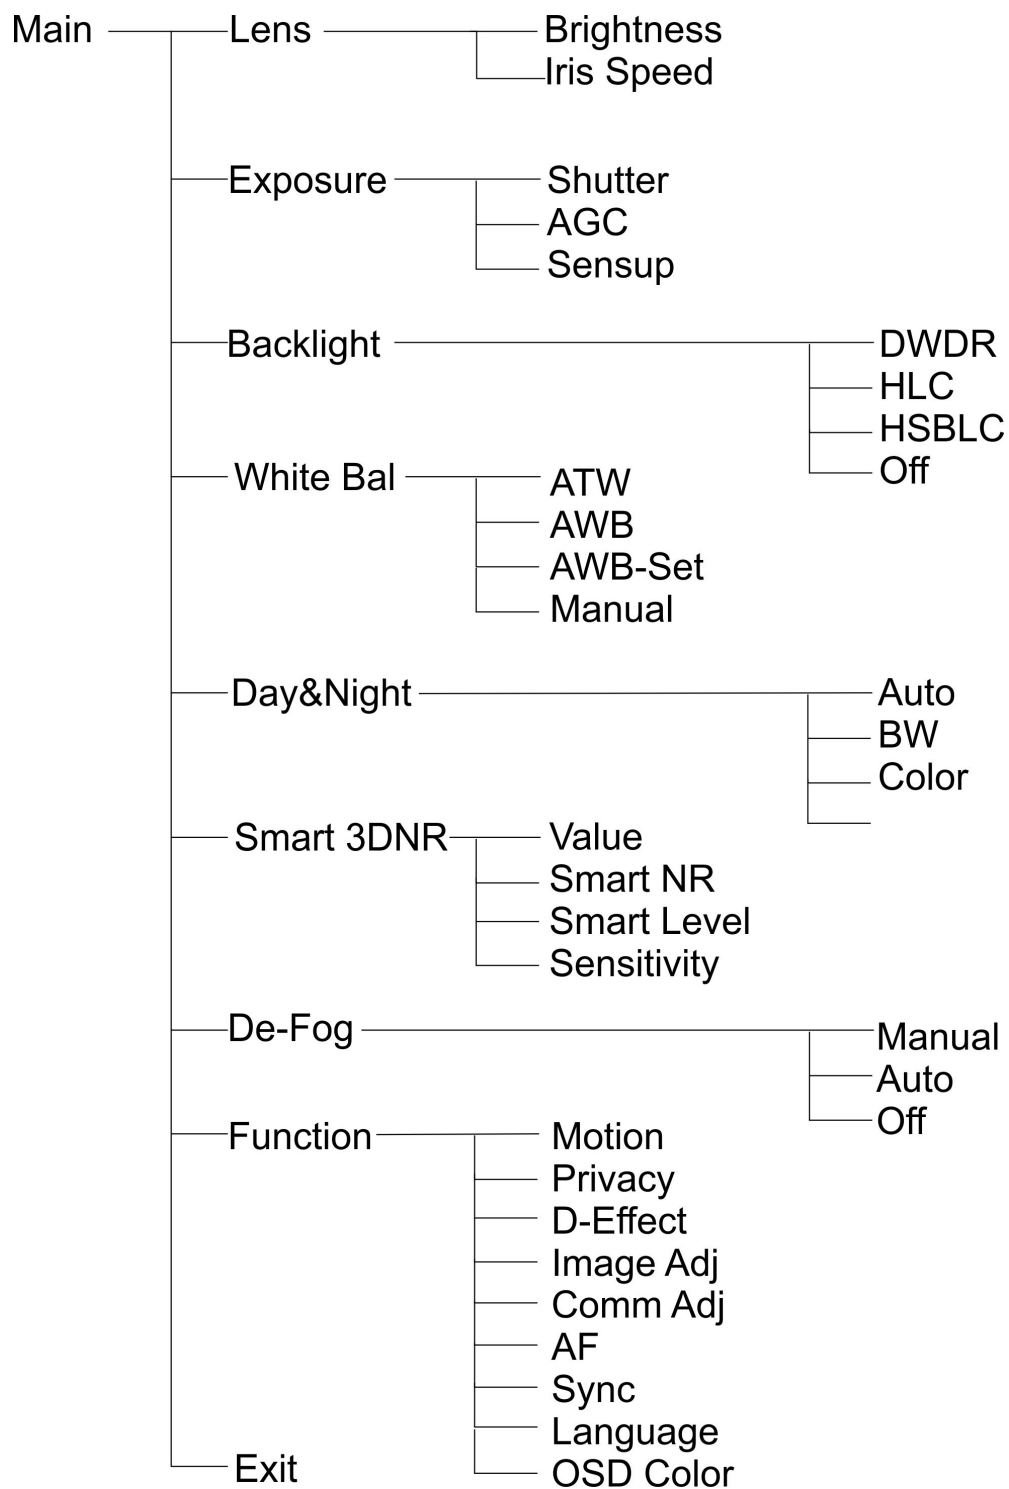 Main
Lens
Brightness
Iris Speed
Exposure
Shutter
AGC
Sensup
Backlight
DWDR
HLC
HSBLC
Off
White Bal
ATW
AWB
AWB-Set
Manual
Day&Night
Auto
BW
Color
Smart 3DNR
Value
Smart NR
Smart Level
Sensitivity
De-Fog
Manual
Auto
Off
Function
Motion
Privacy
D-Effect
Image Adj
Comm Adj
AF
Sync
Language
OSD Color
Exit